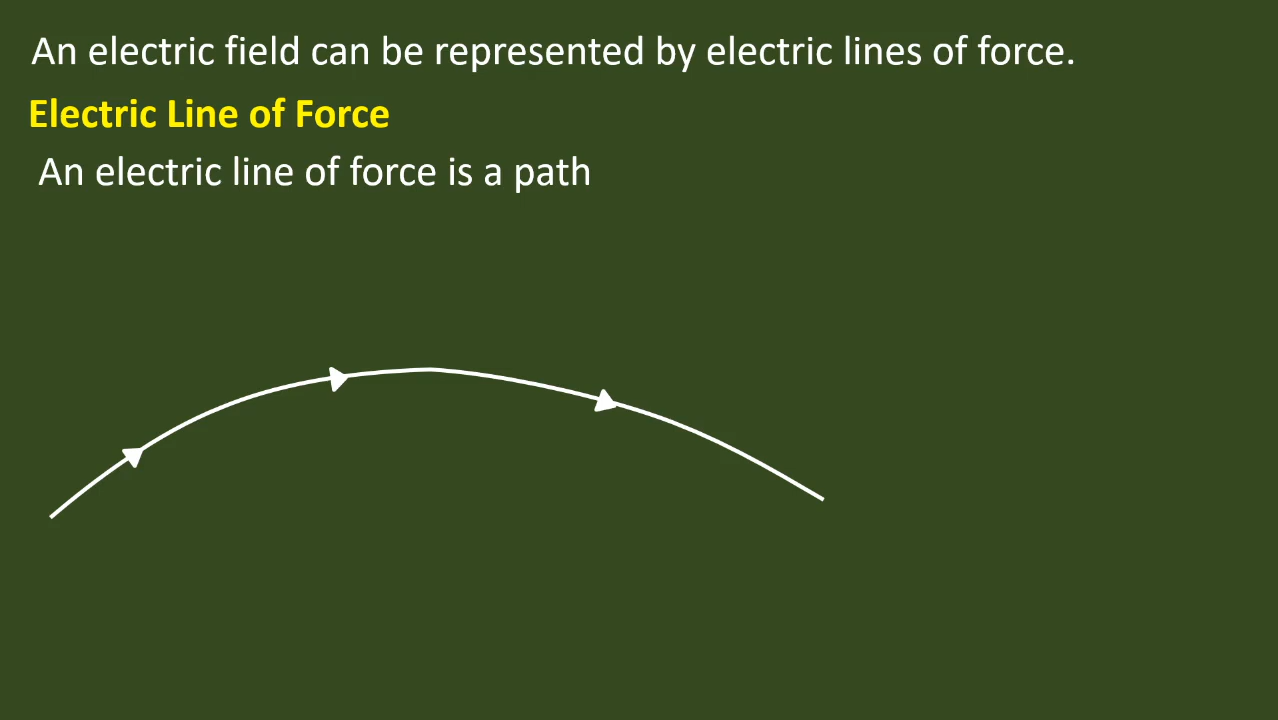 An electric field can be represented by electric lines of force.
Electric Line of Force
An electric line of force is a path